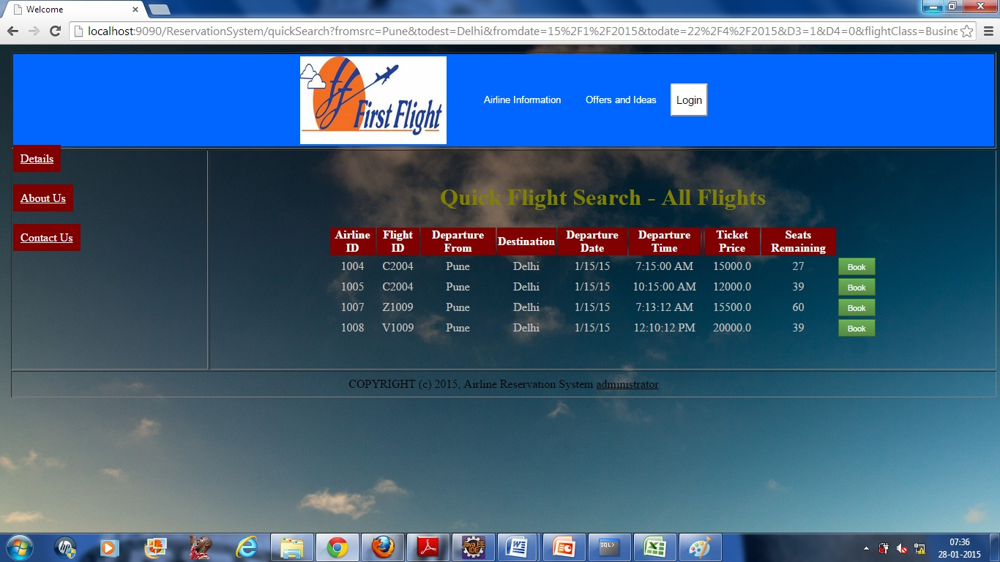 Welcome
localhost:9090/ReservationSystem/quickSearch?fromsrc=Pune&todest=Delhi&fromdate=15%2F1%2F2015&todate=22%2F4%2F2015&D3=1&D4=0&flightClass=Busine
First Flight
Airline Information Offers and Ideas Login
Details
About Us
Contact Us
Quick Flight Search - All Flights
Airline ID Flight ID Departure From Destination Departure Date Departure Time Ticket Price Seats Remaining
1004 C2004 Pune Delhi 1/15/15 7:15:00 AM 15000.0 27 Book
1005 C2004 Pune Delhi 1/15/15 10:15:00 AM 12000.0 39 Book
1007 Z1009 Pune Delhi 1/15/15 7:13:12 AM 15500.0 60 Book
1008 V1009 Pune Delhi 1/15/15 12:10:12 PM 20000.0 39 Book
COPYRIGHT (c) 2015, Airline Reservation System administrator
hp
Java EE
IDE
SQL>
07:36
28-01-2015